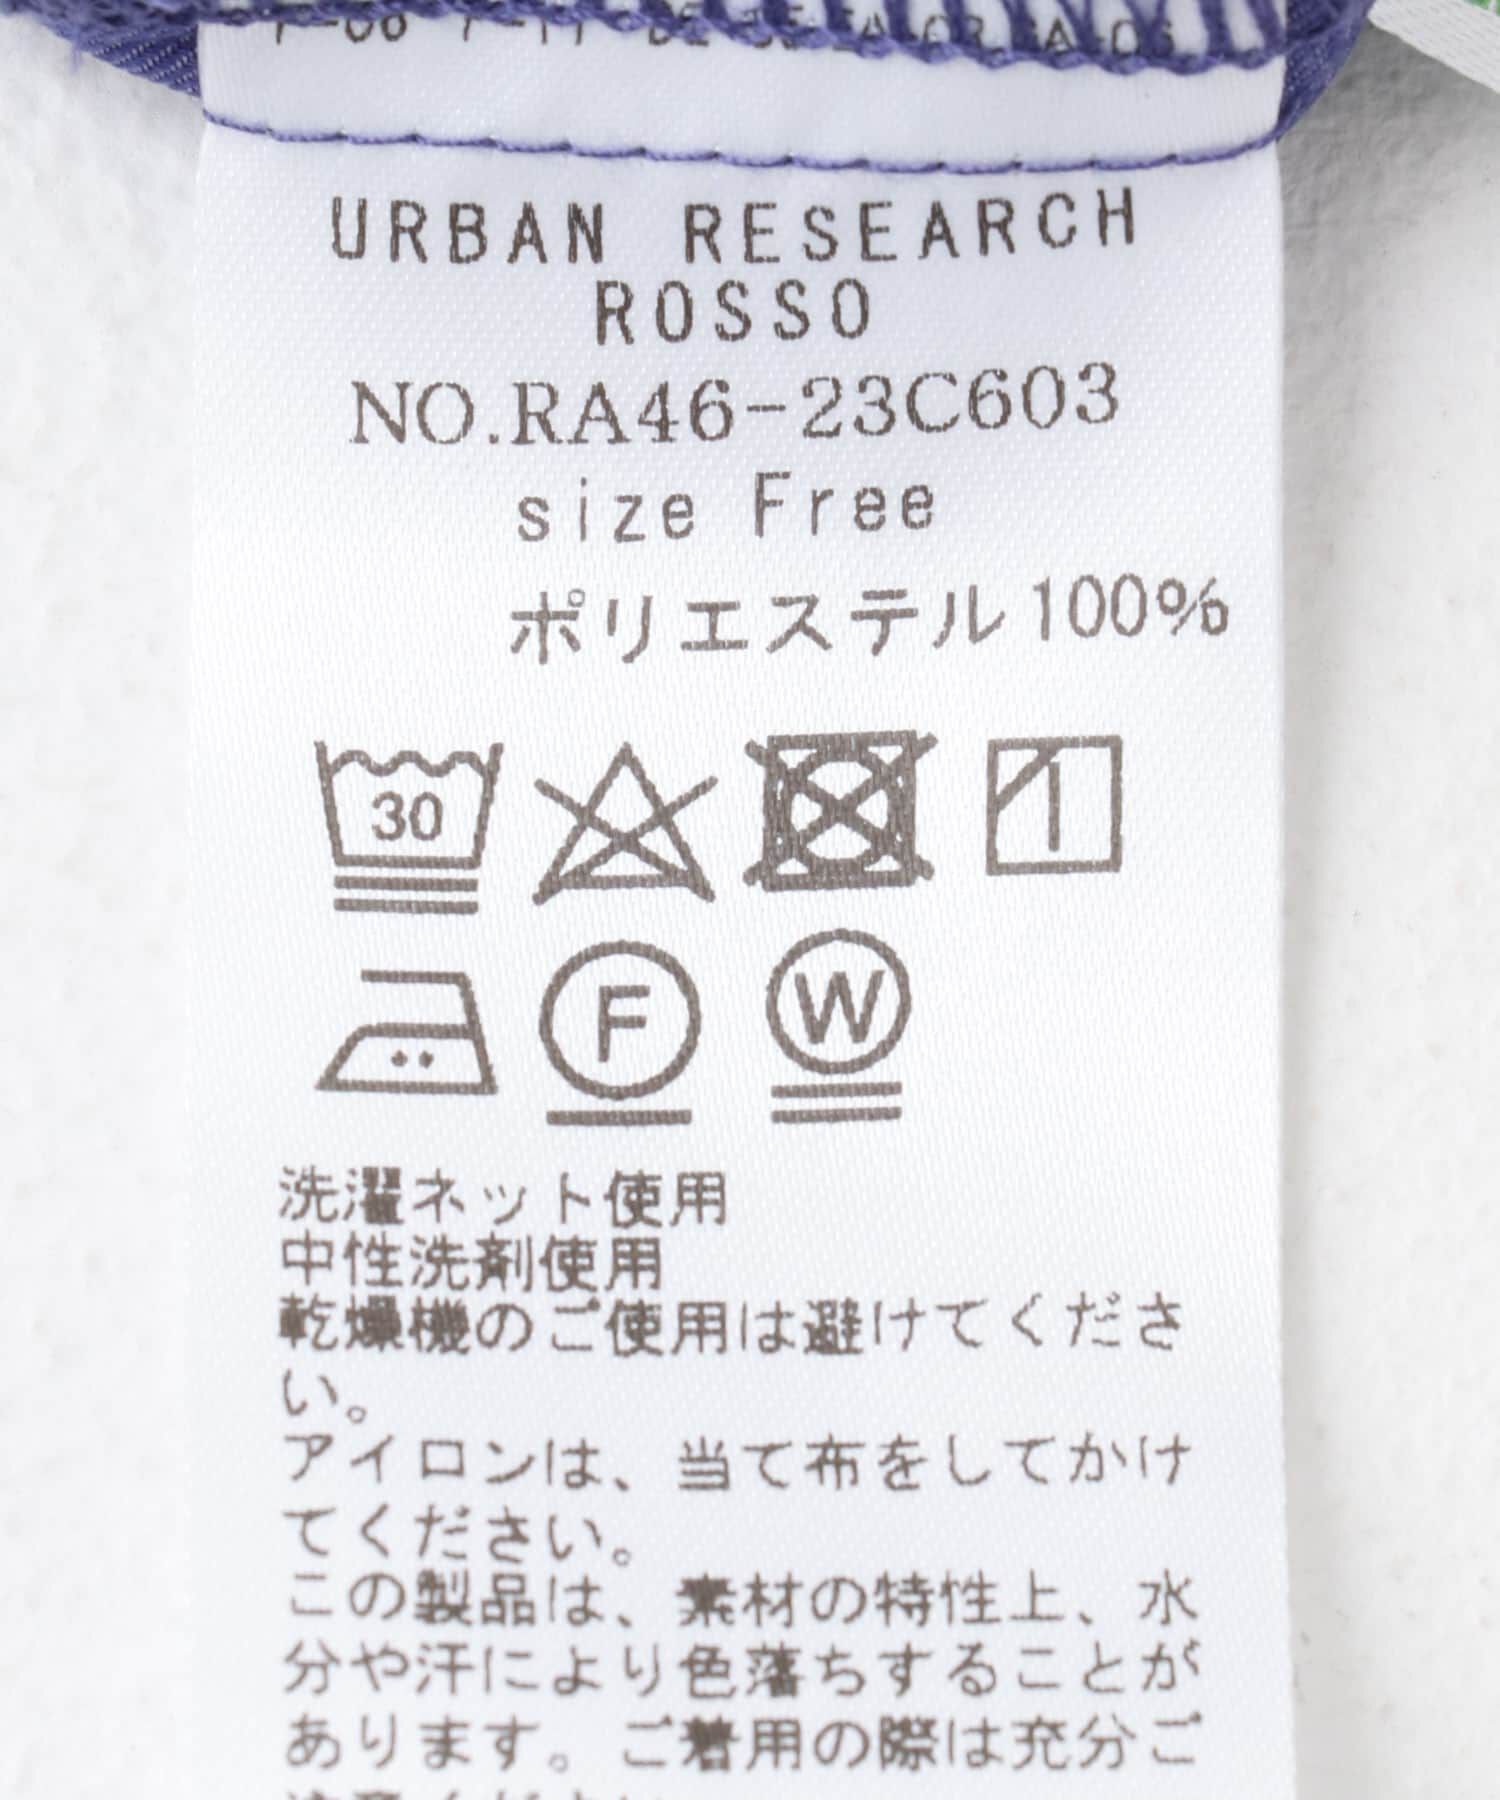 URBAN RESEARCH
ROSSO
NO.RA46-23C603
size Free
ポリエステル100%
30
F
W
洗濯ネット使用
中性洗剤使用
乾燥機のご使用は避けてくださ
い。
アイロンは、当て布をしてかけ
てください。
この製品は、素材の特性上、水
分や汗により色落ちすることが
あります。ご着用の際は充分ご